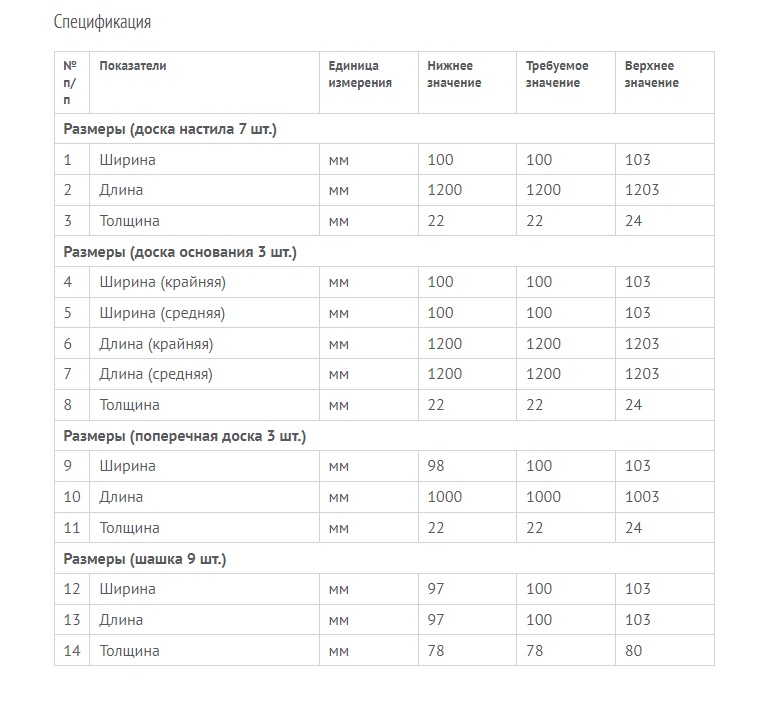 Спецификация
№ п/п Показатели Единица измерения Нижнее значение Требуемое значение Верхнее значение
Размеры (доска настила 7 шт.)
1 Ширина мм 100 100 103
2 Длина мм 1200 1200 1203
3 Толщина мм 22 22 24
Размеры (доска основания 3 шт.)
4 Ширина (крайняя) мм 100 100 103
5 Ширина (средняя) мм 100 100 103
6 Длина (крайняя) мм 1200 1200 1203
7 Длина (средняя) мм 1200 1200 1203
8 Толщина мм 22 22 24
Размеры (поперечная доска 3 шт.)
9 Ширина мм 98 100 103
10 Длина мм 1000 1000 1003
11 Толщина мм 22 22 24
Размеры (шашка 9 шт.)
12 Ширина мм 97 100 103
13 Длина мм 97 100 103
14 Толщина мм 78 78 80